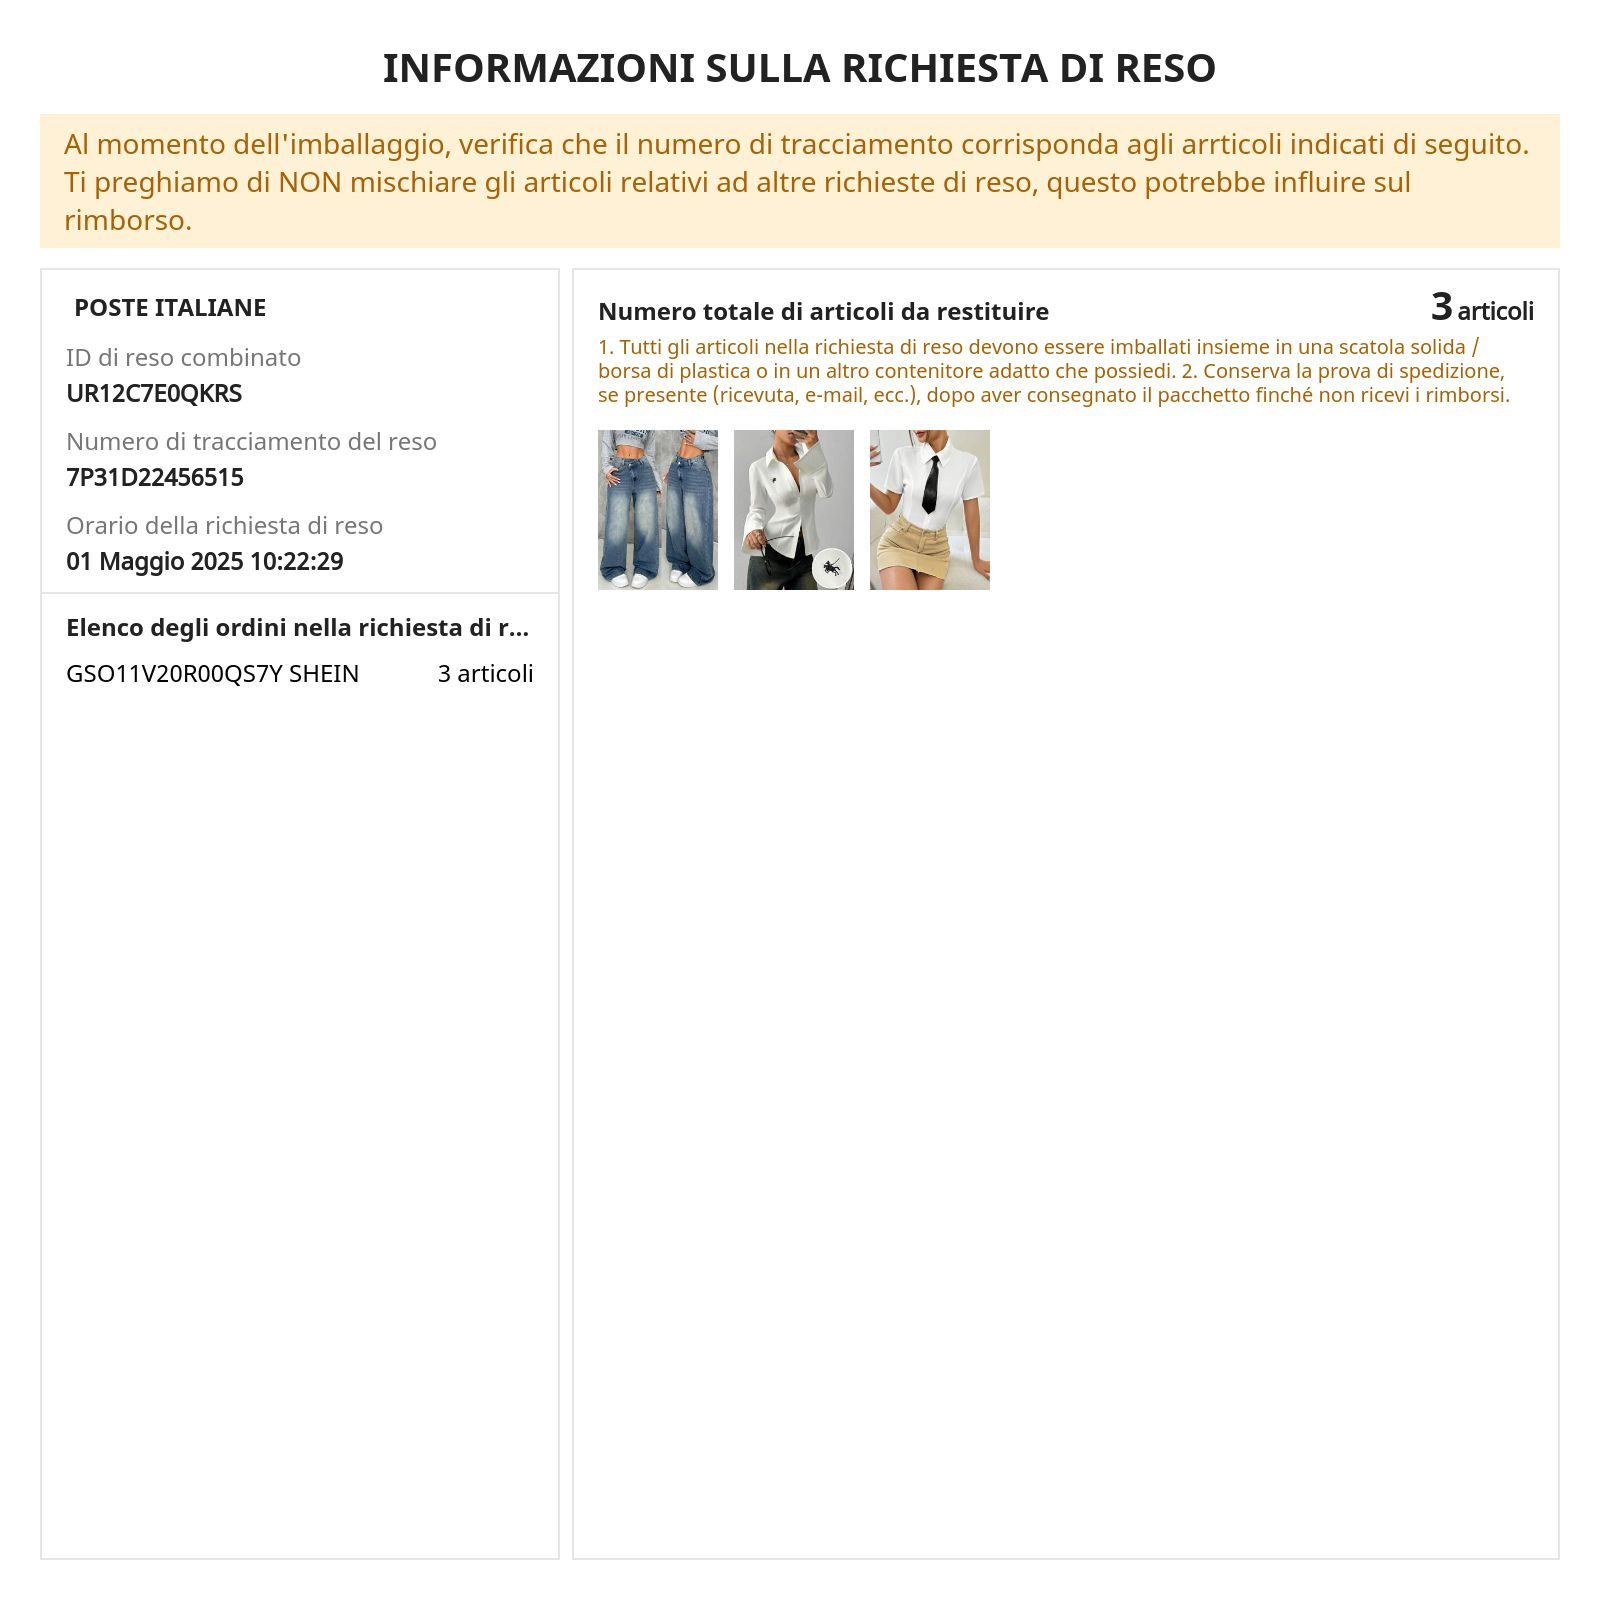 INFORMAZIONI SULLA RICHIESTA DI RESO
Al momento dell'imballaggio, verifica che il numero di tracciamento corrisponda agli arrticoli indicati di seguito.
Ti preghiamo di NON mischiare gli articoli relativi ad altre richieste di reso, questo potrebbe influire sul
rimborso.
POSTE ITALIANE
ID di reso combinato
UR12C7E0QKRS
Numero di tracciamento del reso
7P31D22456515
Orario della richiesta di reso
01 Maggio 2025 10:22:29
Elenco degli ordini nella richiesta di r...
GSO11V20R00QS7Y SHEIN 3 articoli
Numero totale di articoli da restituire 3 articoli
1. Tutti gli articoli nella richiesta di reso devono essere imballati insieme in una scatola solida /
borsa di plastica o in un altro contenitore adatto che possiedi. 2. Conserva la prova di spedizione,
se presente (ricevuta, e-mail, ecc.), dopo aver consegnato il pacchetto finché non ricevi i rimborsi.